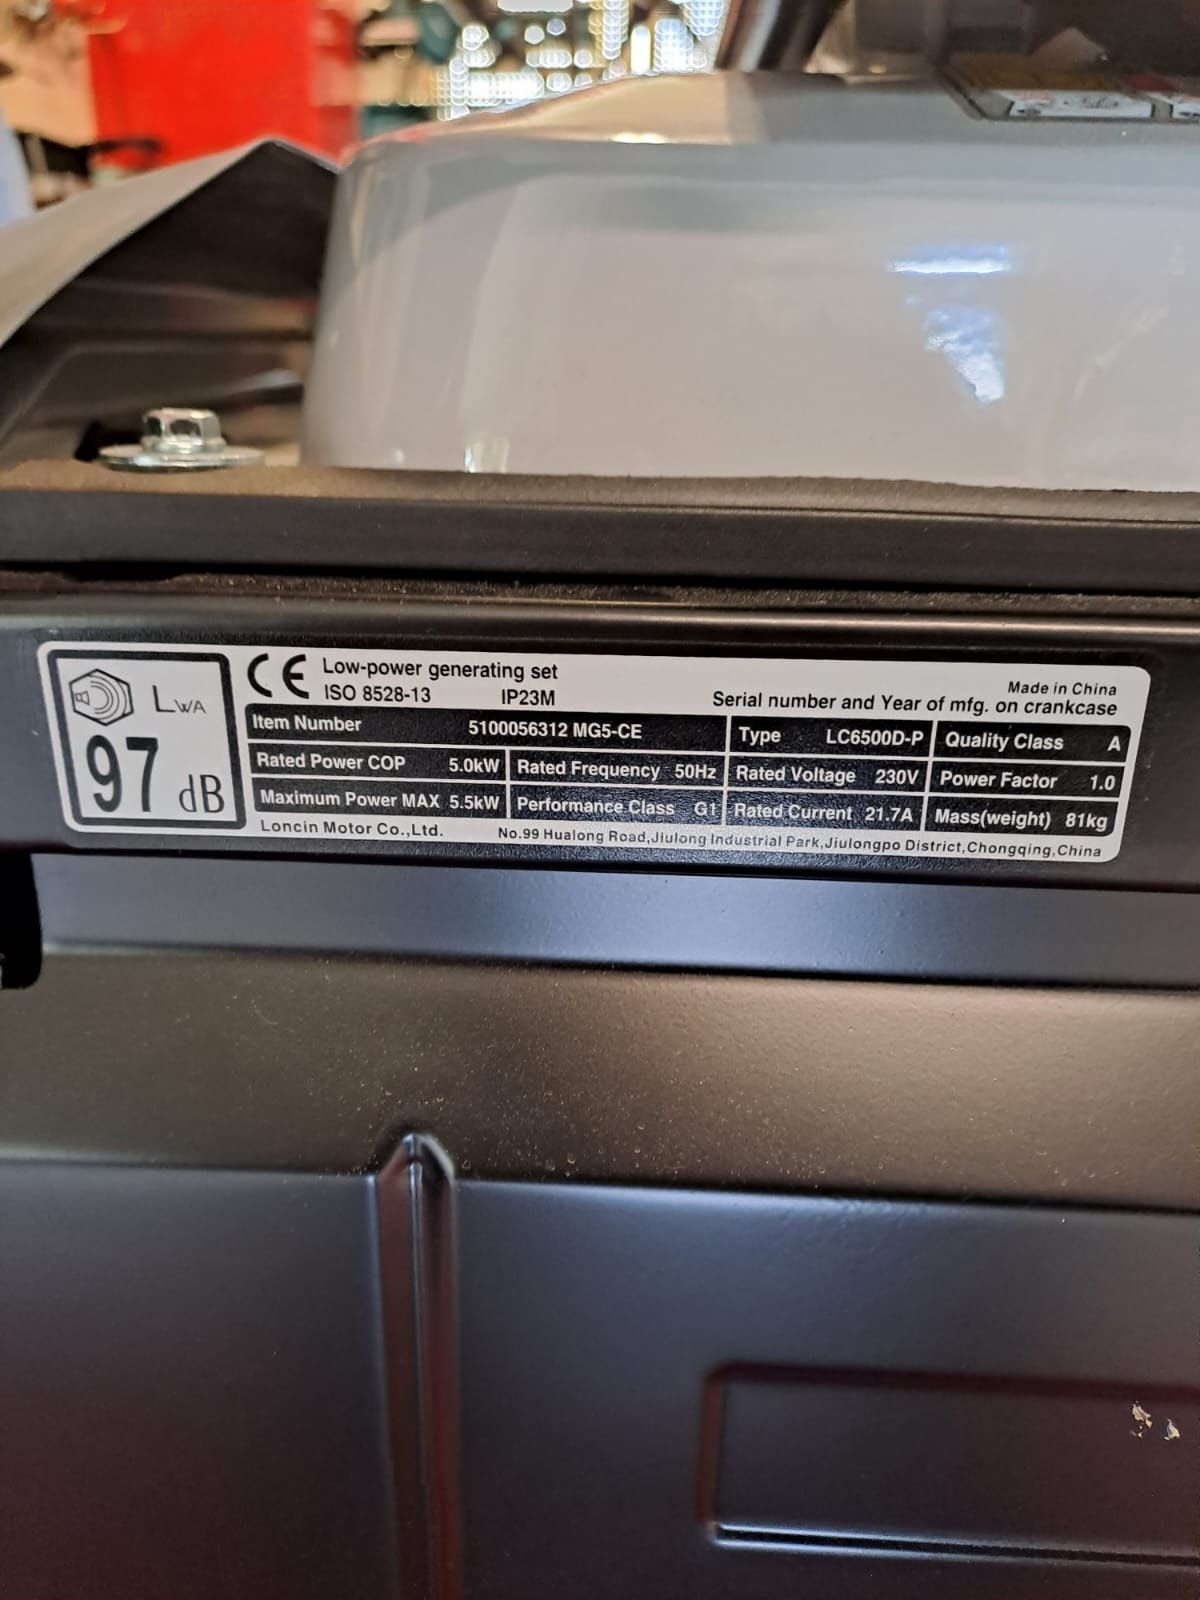 LWA
97 dB
CE Low-power generating set
ISO 8528-13 IP23M
Made in China
Serial number and Year of mfg. on crankcase
Item Number 5100056312 MG5-CE Type LC6500D-P Quality Class A
Rated Power COP 5.0kW Rated Frequency 50Hz Rated Voltage 230V Power Factor 1.0
Maximum Power MAX 5.5kW Performance Class G1 Rated Current 21.7A Mass(weight) 81kg
Loncin Motor Co.,Ltd. No.99 Hualong Road,Jiulong Industrial Park,Jiulongpo District,Chongqing,China